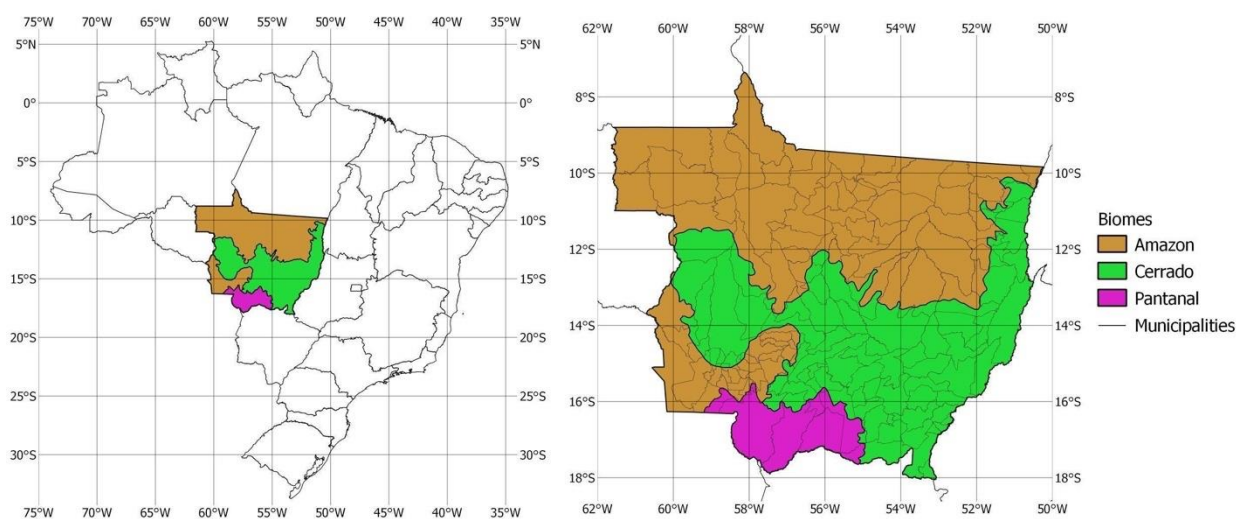 75°W 70°W 65°W 60°W 55°W 50°W 45°W 40°W 35°W
5°N 5°N
0° 0°
5°S 5°S
10°S 10°S
15°S 15°S
20°S 20°S
25°S 25°S
30°S 30°S
75°W 70°W 65°W 60°W 55°W 50°W 45°W 40°W 35°W
62°W 60°W 58°W 56°W 54°W 52°W 50°W
8°S 8°S
10°S 10°S
12°S 12°S
14°S 14°S
16°S 16°S
18°S 18°S
62°W 60°W 58°W 56°W 54°W 52°W 50°W
Biomes
Amazon
Cerrado
Pantanal
Municipalities